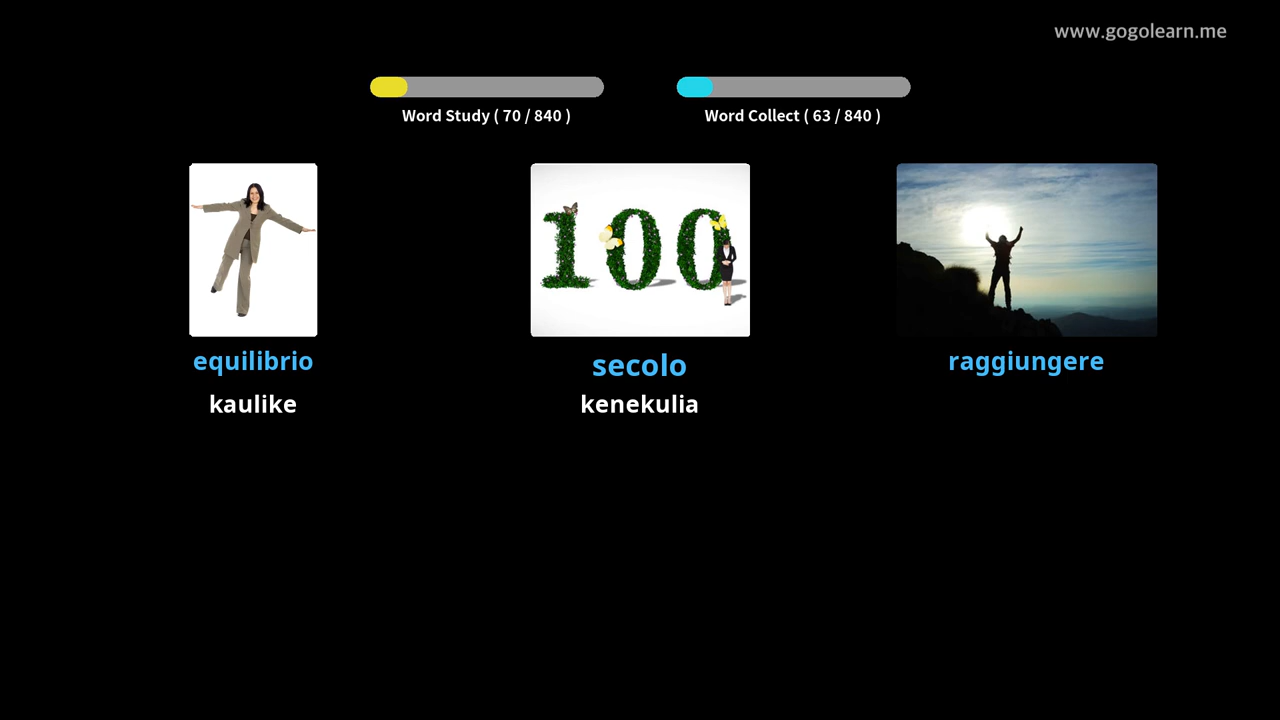 www.gogolearn.me
Word Study ( 70 / 840 )
Word Collect ( 63 / 840 )
100
equilibrio
secolo
raggiungere
kaulike
kenekulia